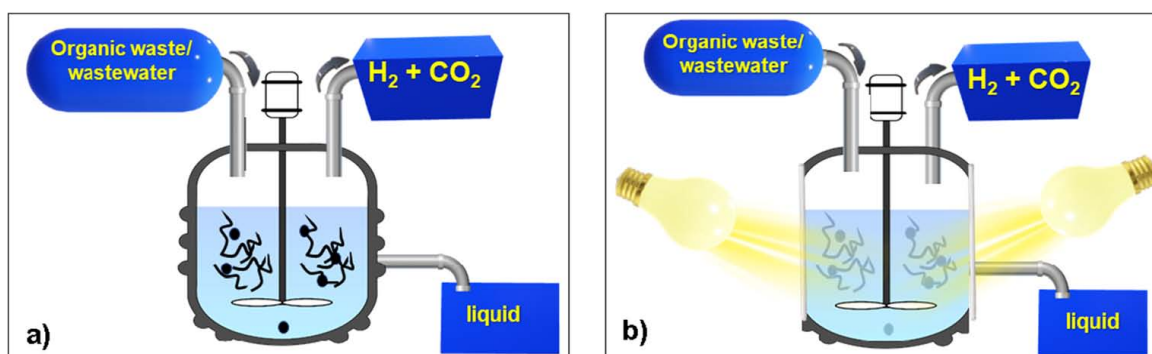 Organic waste/
wastewater
H₂ + CO₂
liquid
a)
Organic waste/
wastewater
H₂ + CO₂
liquid
b)